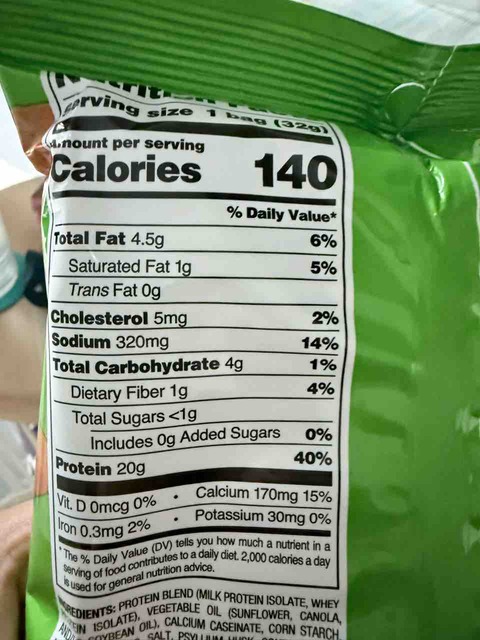 Serving size 1 bag (32g)
Amount per serving
Calories 140
% Daily Value*
Total Fat 4.5g 6%
Saturated Fat 1g 5%
Trans Fat 0g
Cholesterol 5mg 2%
Sodium 320mg 14%
Total Carbohydrate 4g 1%
Dietary Fiber 1g 4%
Total Sugars <1g
Includes 0g Added Sugars 0%
Protein 20g 40%
Vit. D 0mcg 0% • Calcium 170mg 15%
Iron 0.3mg 2% • Potassium 30mg 0%
* The % Daily Value (DV) tells you how much a nutrient in a
serving of food contributes to a daily diet. 2,000 calories a day
is used for general nutrition advice.
INGREDIENTS: PROTEIN BLEND (MILK PROTEIN ISOLATE, WHEY
ISOLATE), VEGETABLE OIL (SUNFLOWER, CANOLA,
SOYBEAN OIL), CALCIUM CASEINATE, CORN STARCH,
SALT, PSYLLIUM HUSK